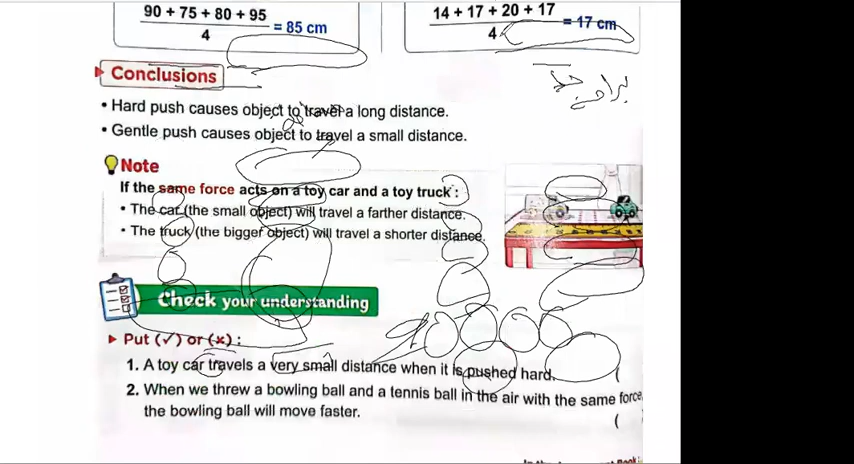 90 + 75 + 80 + 95
4
= 85 cm
14 + 17 + 20 + 17
4
= 17 cm
Conclusions
• Hard push causes object to travel a long distance.
• Gentle push causes object to travel a small distance.
Note
If the same force acts on a toy car and a toy truck :
• The car (the small object) will travel a farther distance.
• The truck (the bigger object) will travel a shorter distance.
Check your understanding
Put (✓) or (✗) :
1. A toy car travels a very small distance when it is pushed hard. (
2. When we threw a bowling ball and a tennis ball in the air with the same force
the bowling ball will move faster. (